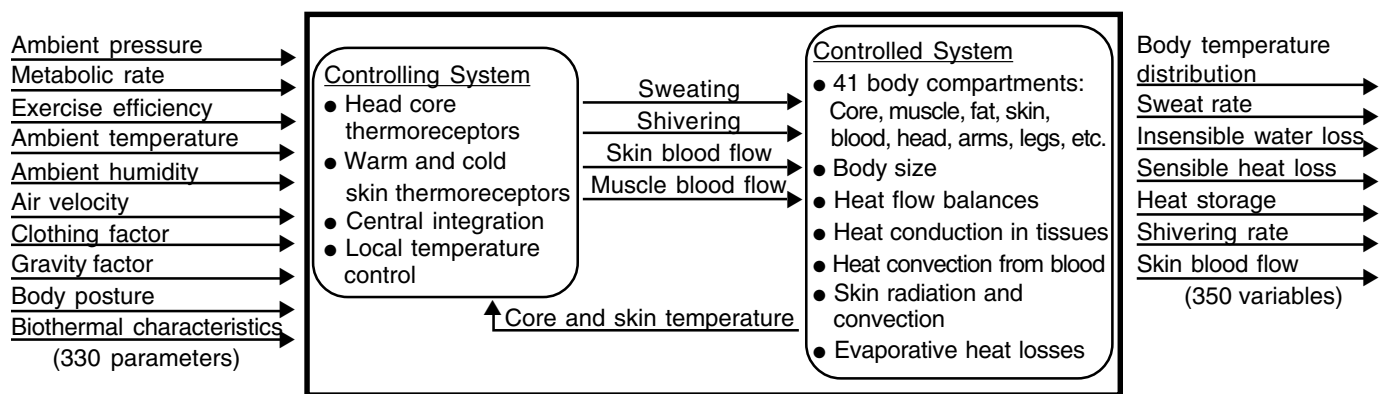 Ambient pressure
Metabolic rate
Exercise efficiency
Ambient temperature
Ambient humidity
Air velocity
Clothing factor
Gravity factor
Body posture
Biothermal characteristics
(330 parameters)
Controlling System
● Head core
thermoreceptors
● Warm and cold
skin thermoreceptors
● Central integration
● Local temperature
control
Sweating
Shivering
Skin blood flow
Muscle blood flow
Core and skin temperature
Controlled System
● 41 body compartments:
Core, muscle, fat, skin,
blood, head, arms, legs, etc.
● Body size
● Heat flow balances
● Heat conduction in tissues
● Heat convection from blood
● Skin radiation and
convection
● Evaporative heat losses
Body temperature
distribution
Sweat rate
Insensible water loss
Sensible heat loss
Heat storage
Shivering rate
Skin blood flow
(350 variables)